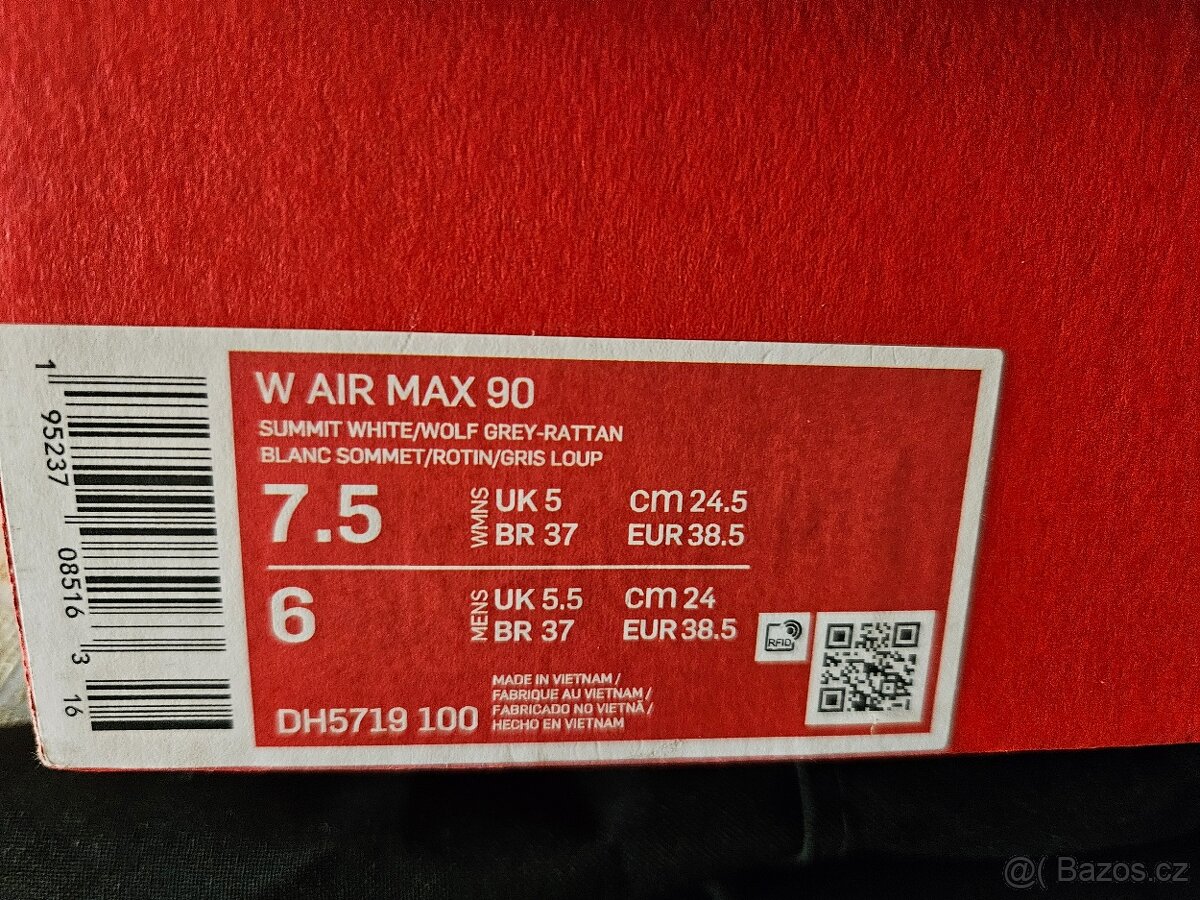 W AIR MAX 90
SUMMIT WHITE/WOLF GREY-RATTAN
BLANC SOMMET/ROTIN/GRIS LOUP
7.5 WMNS UK 5 cm 24.5
BR 37 EUR 38.5
6 MENS UK 5.5 cm 24
BR 37 EUR 38.5
RFID
MADE IN VIETNAM /
FABRIQUE AU VIETNAM /
FABRICADO NO VIETNÃ /
HECHO EN VIETNAM
DH5719 100
1 95237 08516 3 16
@( Bazos.cz